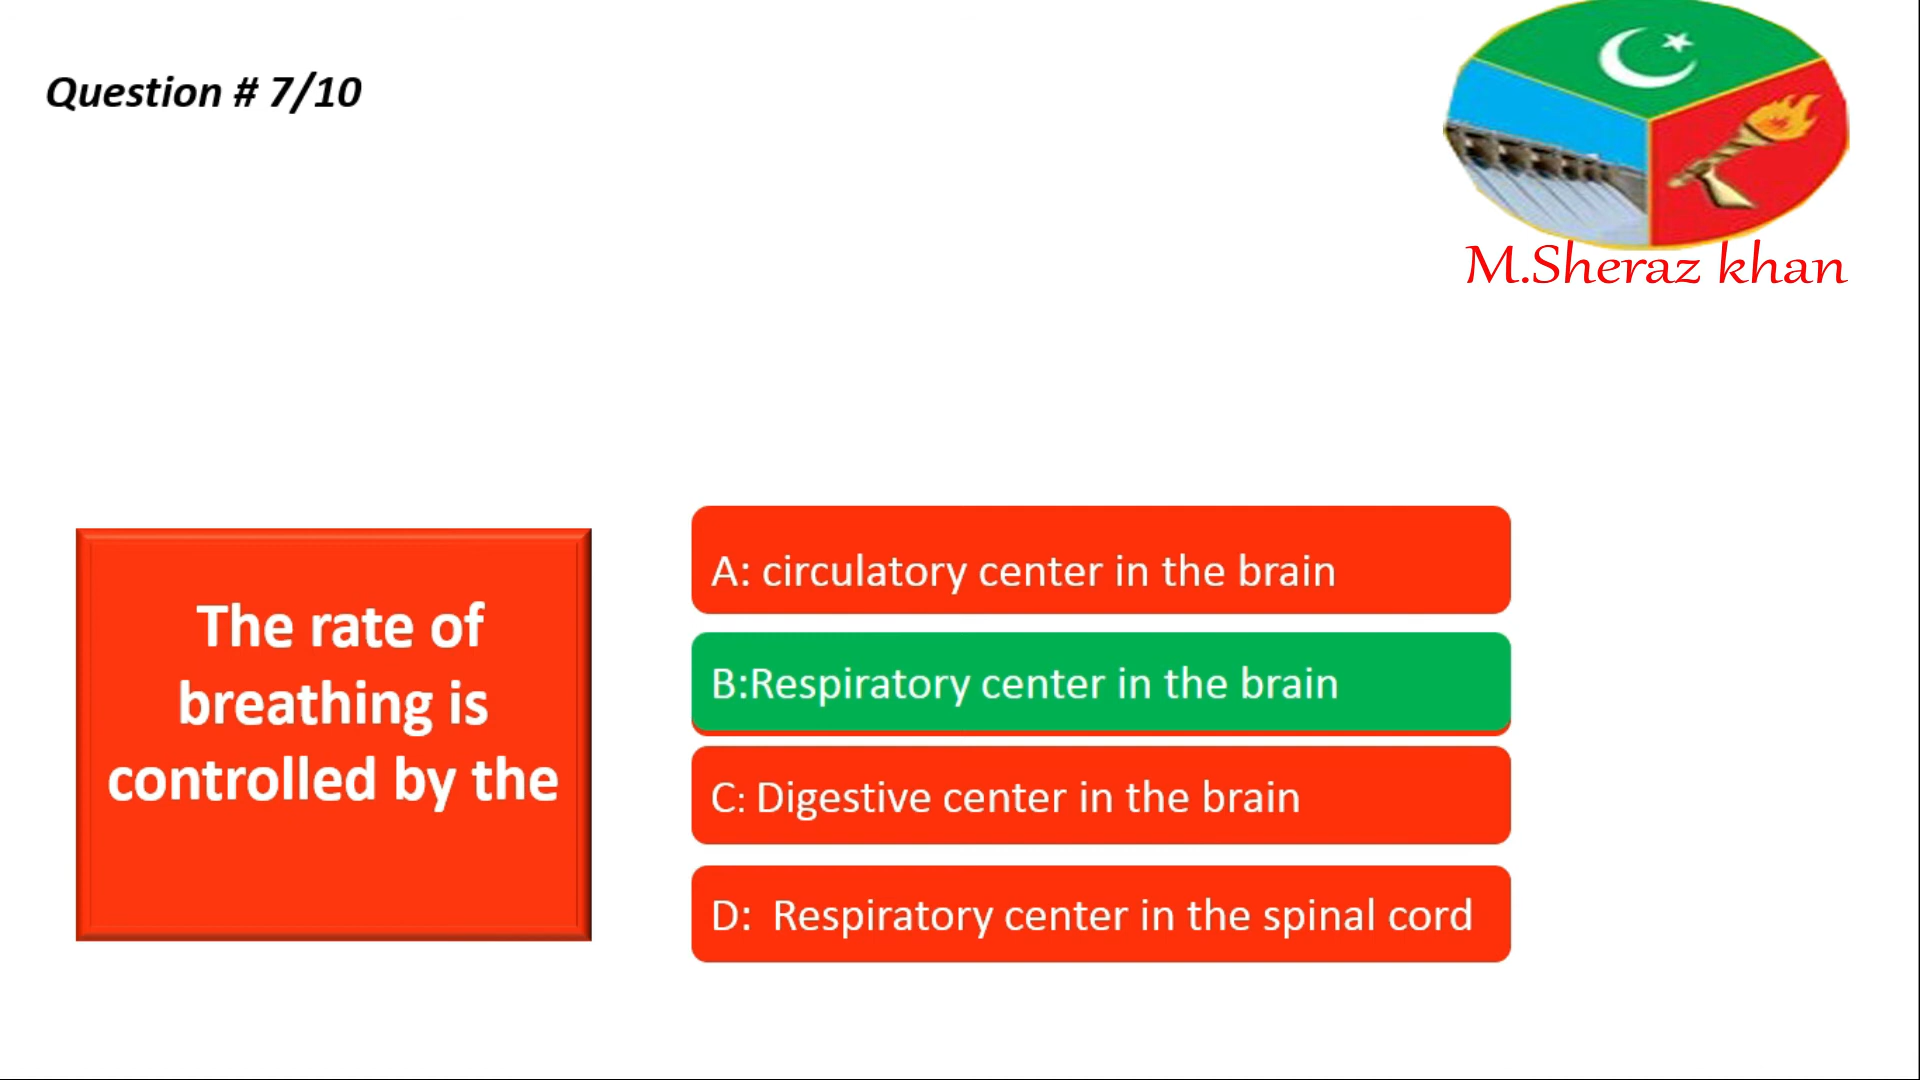 Question # 7/10
M.Sheraz khan
The rate of
breathing is
controlled by the
A: circulatory center in the brain
B:Respiratory center in the brain
C: Digestive center in the brain
D:  Respiratory center in the spinal cord